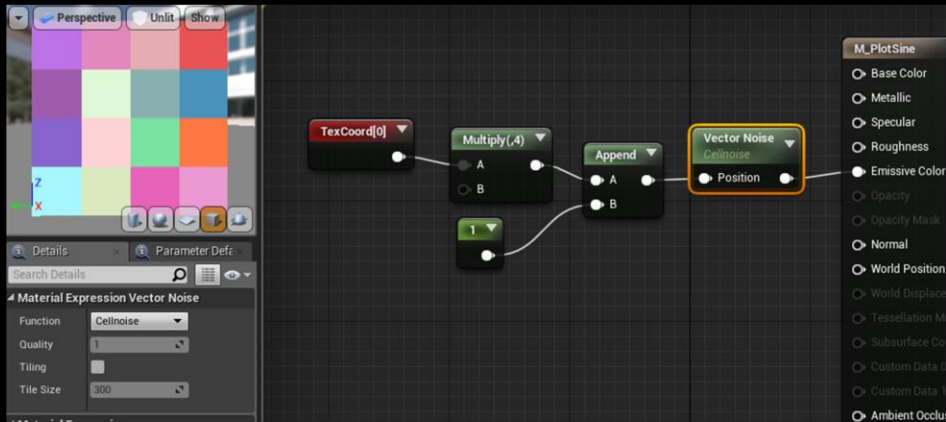 Perspective Unlit Show
Z
X
Details Parameter Defa
Search Details
Material Expression Vector Noise
Function Cellnoise
Quality 1
Tiling
Tile Size 300
TexCoord[0]
Multiply(,4)
A
B
1
Append
A
B
Vector Noise
Cellnoise
Position
M_PlotSine
Base Color
Metallic
Specular
Roughness
Emissive Color
Opacity
Opacity Mask
Normal
World Position
World Displace
Tessellation M
Subsurface Co
Custom Data 0
Custom Data 1
Ambient Occlus